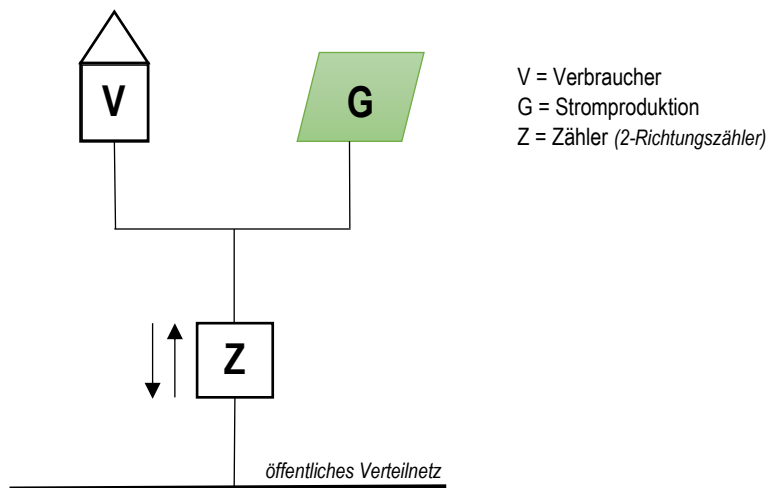 V
G
V = Verbraucher
G = Stromproduktion
Z = Zähler (2-Richtungszähler)
Z
öffentliches Verteilnetz